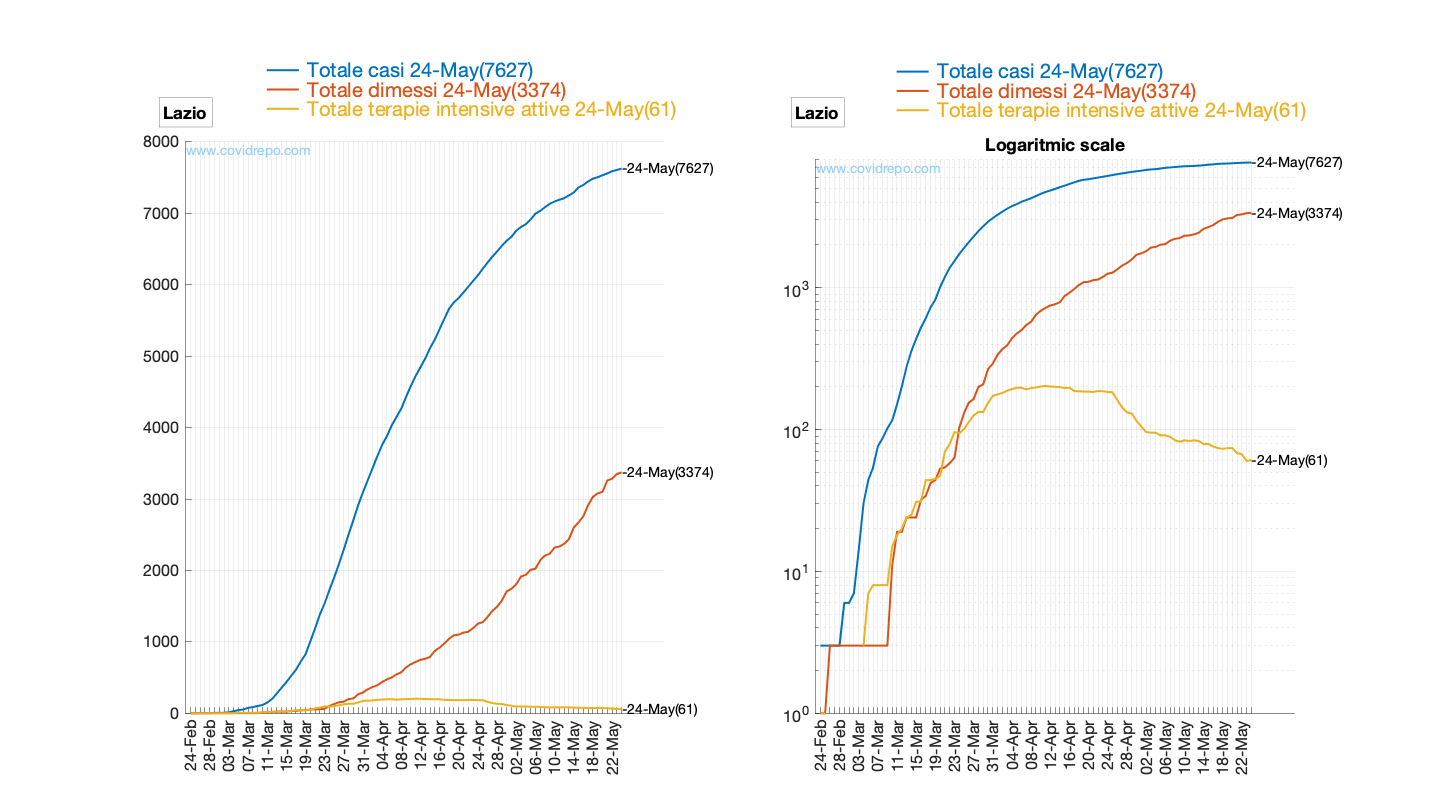 Totale casi 24-May(7627)
Totale dimessi 24-May(3374)
Totale terapie intensive attive 24-May(61)
Lazio
www.covidrepo.com
8000
7000
6000
5000
4000
3000
2000
1000
0
24-May(7627)
24-May(3374)
24-May(61)
24-Feb
28-Feb
03-Mar
07-Mar
11-Mar
15-Mar
19-Mar
23-Mar
27-Mar
31-Mar
04-Apr
08-Apr
12-Apr
16-Apr
20-Apr
24-Apr
28-Apr
02-May
06-May
10-May
14-May
18-May
22-May
Totale casi 24-May(7627)
Totale dimessi 24-May(3374)
Totale terapie intensive attive 24-May(61)
Lazio
Logaritmic scale
www.covidrepo.com
10³
10²
10¹
10⁰
24-May(7627)
24-May(3374)
24-May(61)
24-Feb
28-Feb
03-Mar
07-Mar
11-Mar
15-Mar
19-Mar
23-Mar
27-Mar
31-Mar
04-Apr
08-Apr
12-Apr
16-Apr
20-Apr
24-Apr
28-Apr
02-May
06-May
10-May
14-May
18-May
22-May